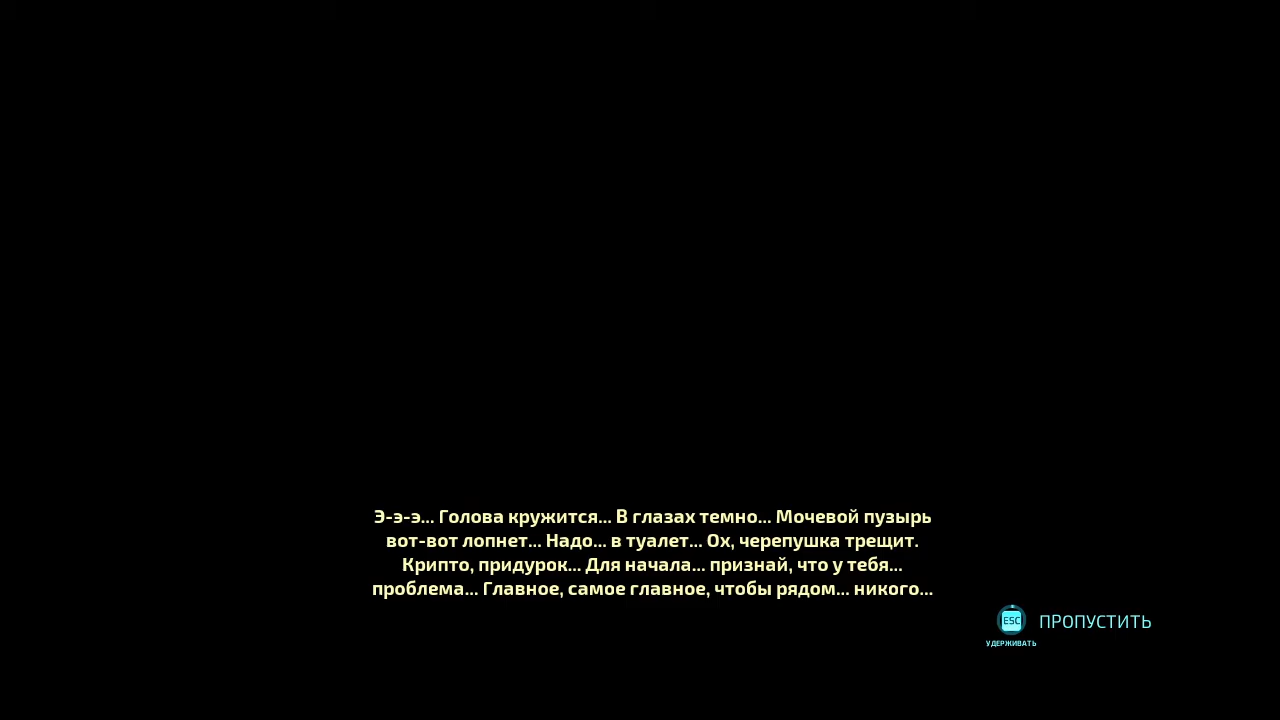 Э-э-э... Голова кружится... В глазах темно... Мочевой пузырь
вот-вот лопнет... Надо... в туалет... Ох, черепушка трещит.
Крипто, придурок... Для начала... признай, что у тебя...
проблема... Главное, самое главное, чтобы рядом... никого...
ESC ПРОПУСТИТЬ
УДЕРЖИВАТЬ